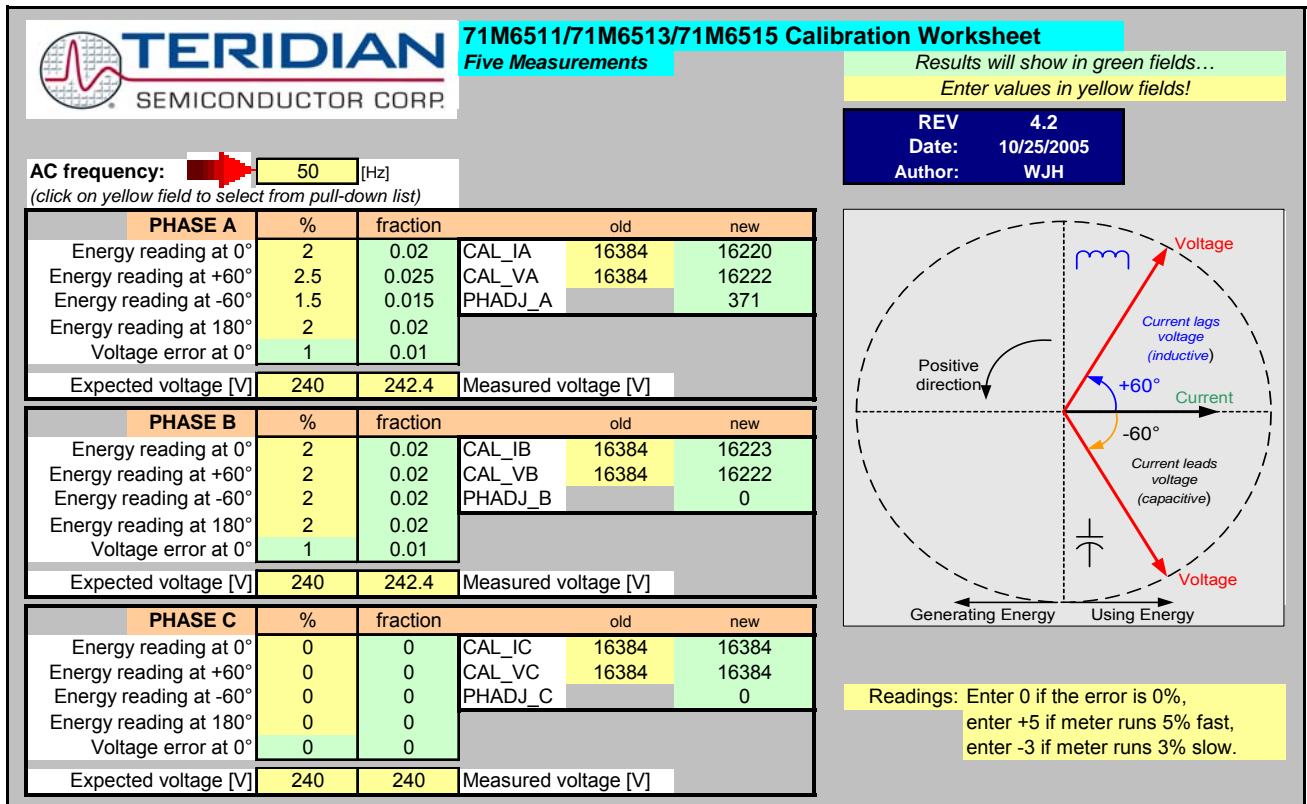 TERIDIAN
SEMICONDUCTOR CORP.
71M6511/71M6513/71M6515 Calibration Worksheet
Five Measurements
Results will show in green fields…
Enter values in yellow fields!
REV 4.2
Date: 10/25/2005
Author: WJH
AC frequency: 50 [Hz]
(click on yellow field to select from pull-down list)
PHASE A % fraction old new
Energy reading at 0° 2 0.02 CAL_IA 16384 16220
Energy reading at +60° 2.5 0.025 CAL_VA 16384 16222
Energy reading at -60° 1.5 0.015 PHADJ_A 371
Energy reading at 180° 2 0.02
Voltage error at 0° 1 0.01
Expected voltage [V] 240 242.4 Measured voltage [V]
PHASE B % fraction old new
Energy reading at 0° 2 0.02 CAL_IB 16384 16223
Energy reading at +60° 2 0.02 CAL_VB 16384 16222
Energy reading at -60° 2 0.02 PHADJ_B 0
Energy reading at 180° 2 0.02
Voltage error at 0° 1 0.01
Expected voltage [V] 240 242.4 Measured voltage [V]
PHASE C % fraction old new
Energy reading at 0° 0 0 CAL_IC 16384 16384
Energy reading at +60° 0 0 CAL_VC 16384 16384
Energy reading at -60° 0 0 PHADJ_C 0
Energy reading at 180° 0 0
Voltage error at 0° 0 0
Expected voltage [V] 240 240 Measured voltage [V]
Voltage
Current lags
voltage
(inductive)
Positive
direction
+60°
Current
-60°
Current leads
voltage
(capacitive)
Voltage
Generating Energy Using Energy
Readings: Enter 0 if the error is 0%,
enter +5 if meter runs 5% fast,
enter -3 if meter runs 3% slow.